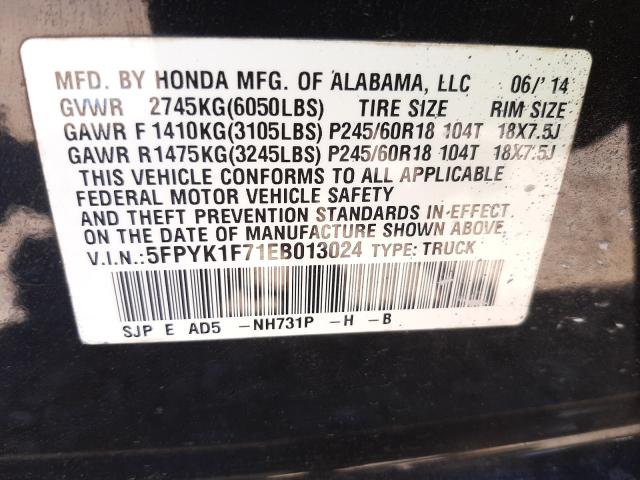 MFD. BY HONDA MFG. OF ALABAMA, LLC 06/'14
GVWR 2745KG(6050LBS) TIRE SIZE RIM SIZE
GAWR F1410KG(3105LBS) P245/60R18 104T 18X7.5J
GAWR R1475KG(3245LBS) P245/60R18 104T 18X7.5J
THIS VEHICLE CONFORMS TO ALL APPLICABLE
FEDERAL MOTOR VEHICLE SAFETY
AND THEFT PREVENTION STANDARDS IN-EFFECT
ON THE DATE OF MANUFACTURE SHOWN ABOVE.
V.I.N.:5FPYK1F71EB013024 TYPE: TRUCK
SJP E AD5 -NH731P -H -B